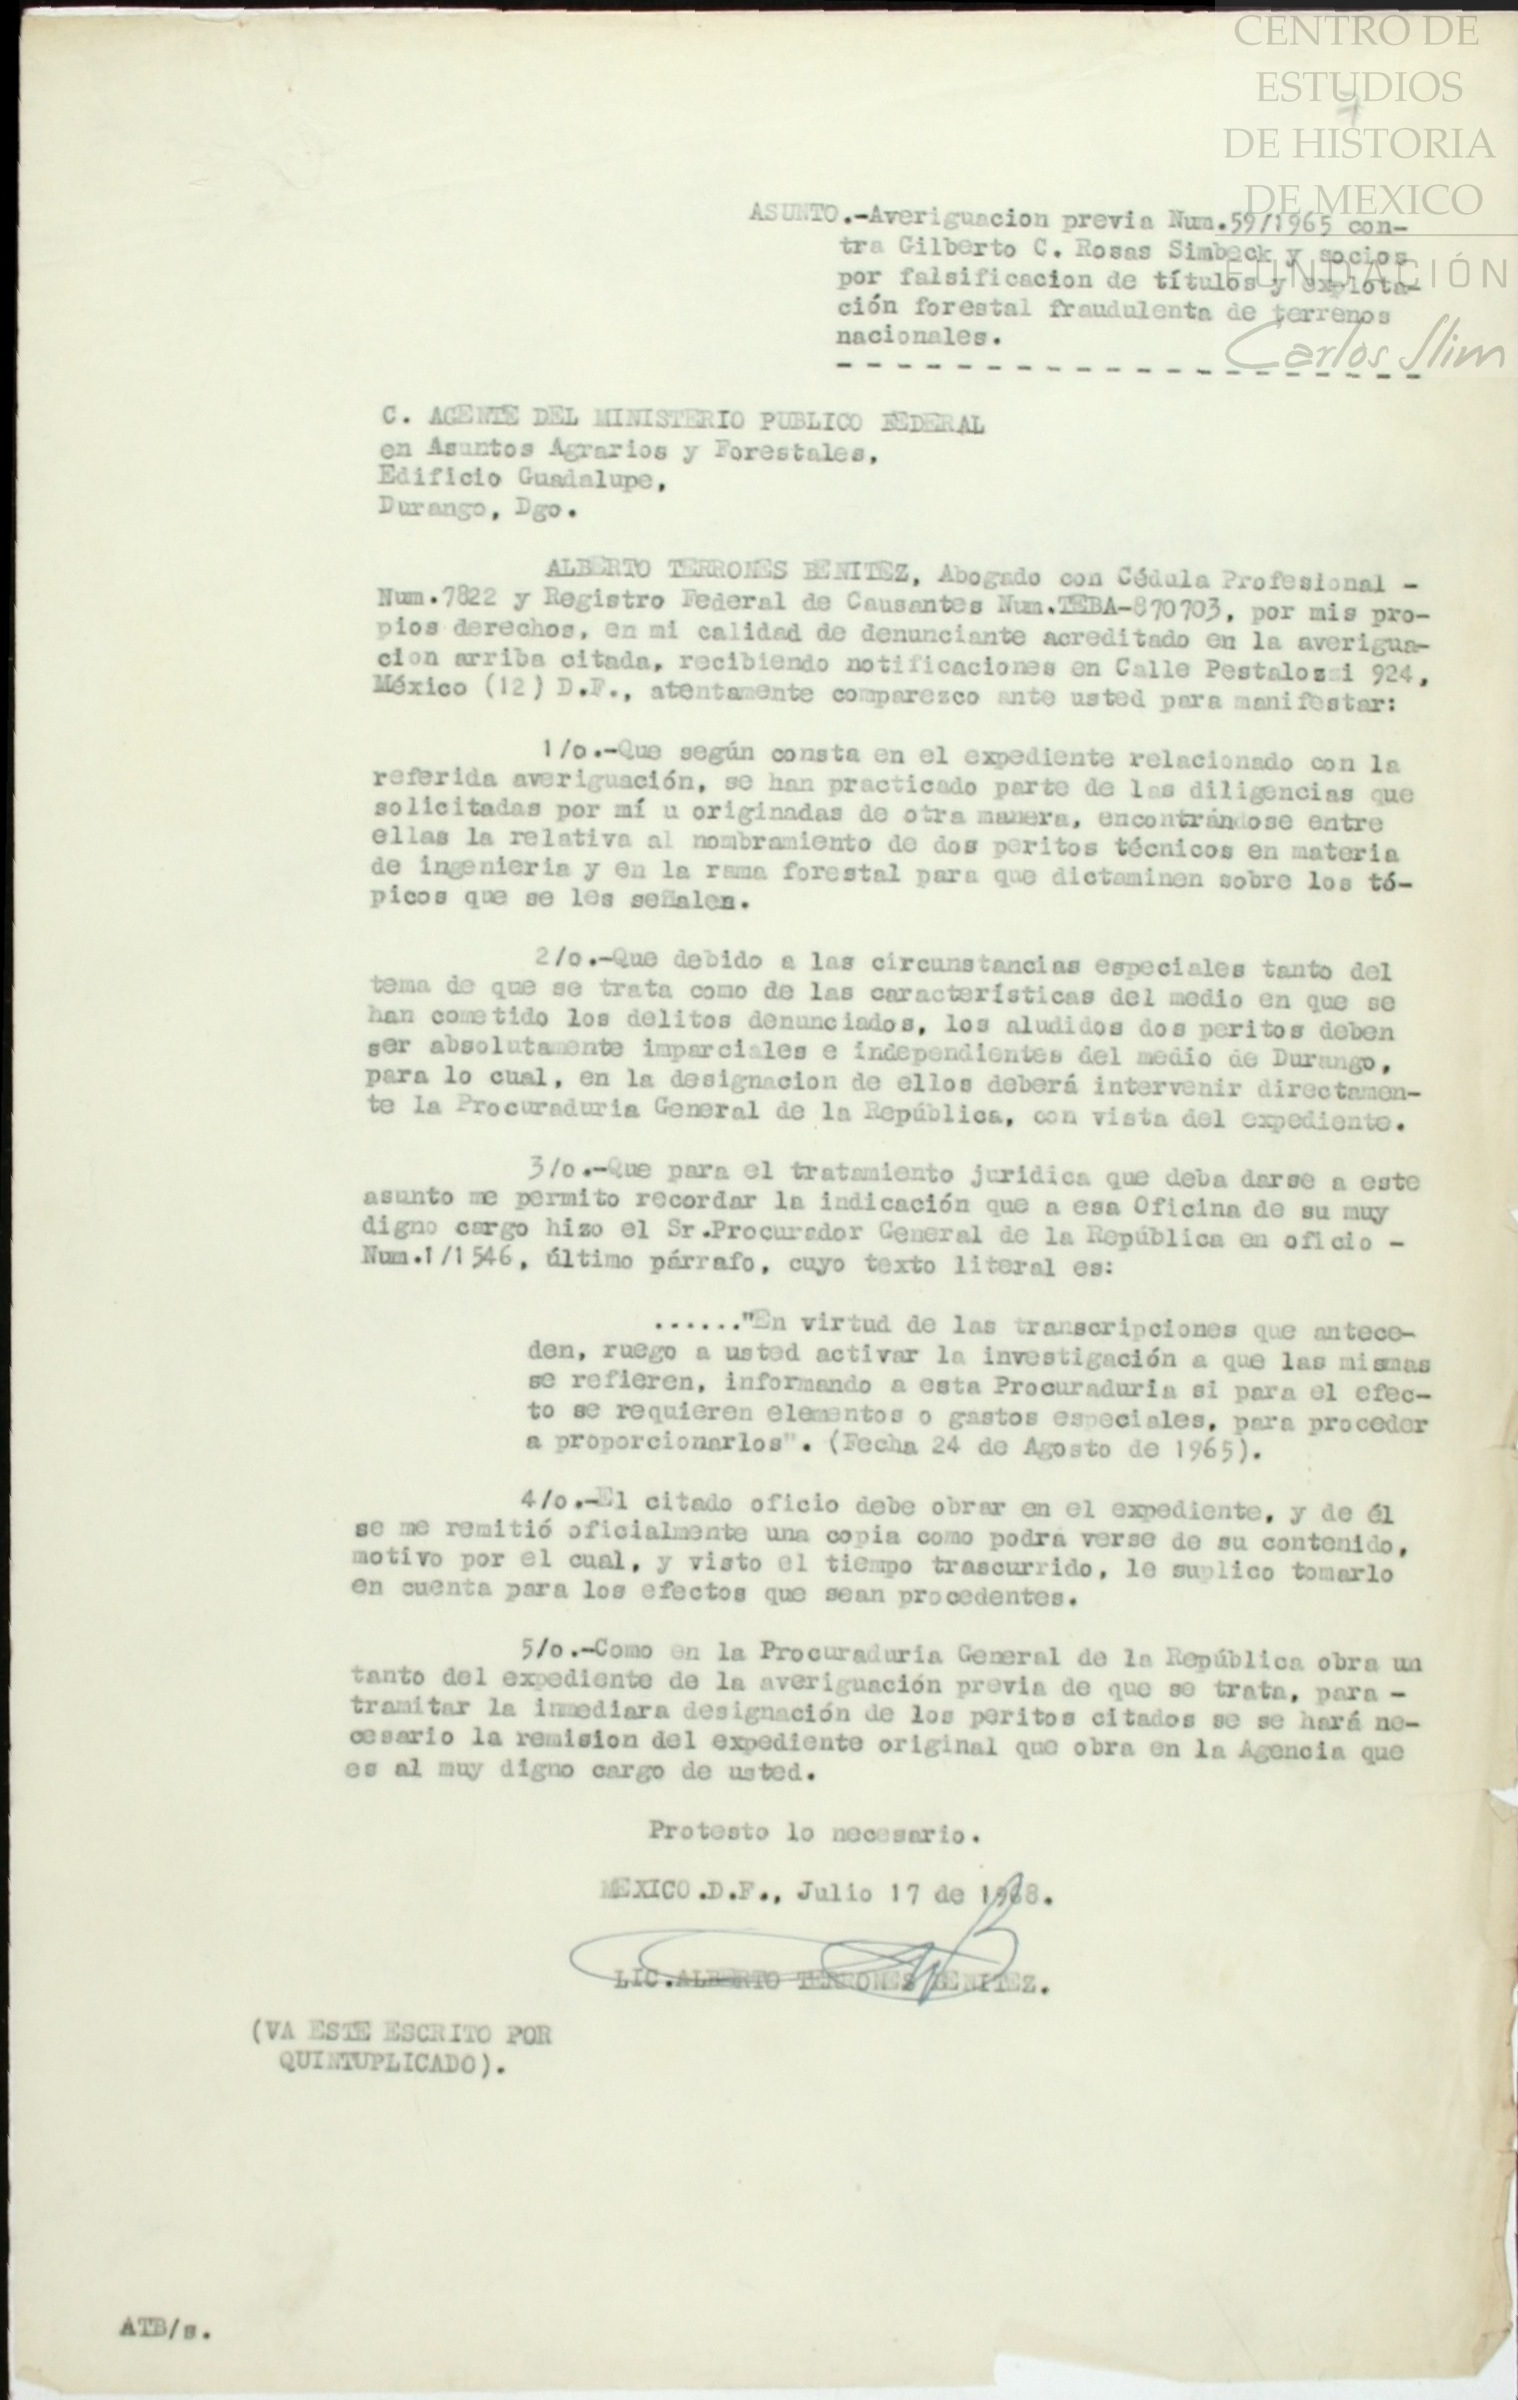 CENTRO DE
ESTUDIOS
DE HISTORIA
DE MEXICO
FUNDACIÓN
Carlos Slim
ASUNTO.-Averiguacion previa Num.59/1965 con-
tra Gilberto C. Rosas Simbeck y socios
por falsificacion de títulos y explota-
ción forestal fraudulenta de terrenos
nacionales.
- - - - - - - - - - - - - - - - - - - -
C. AGENTE DEL MINISTERIO PUBLICO FEDERAL
en Asuntos Agrarios y Forestales,
Edificio Guadalupe,
Durango, Dgo.
ALBERTO TERRONES BENITEZ, Abogado con Cédula Profesional -
Num.7822 y Registro Federal de Causantes Num.TEBA-870703, por mis pro-
pios derechos, en mi calidad de denunciante acreditado en la averigua-
cion arriba citada, recibiendo notificaciones en Calle Pestalozzi 924,
México (12) D.F., atentamente comparezco ante usted para manifestar:
1/o.-Que según consta en el expediente relacionado con la
referida averiguación, se han practicado parte de las diligencias que
solicitadas por mí u originadas de otra manera, encontrándose entre
ellas la relativa al nombramiento de dos peritos técnicos en materia
de ingenieria y en la rama forestal para que dictaminen sobre los tó-
picos que se les señalen.
2/o.-Que debido a las circunstancias especiales tanto del
tema de que se trata como de las características del medio en que se
han cometido los delitos denunciados, los aludidos dos peritos deben
ser absolutamente imparciales e independientes del medio de Durango,
para lo cual, en la designacion de ellos deberá intervenir directamen-
te la Procuraduria General de la República, con vista del expediente.
3/o.-Que para el tratamiento juridica que deba darse a este
asunto me permito recordar la indicación que a esa Oficina de su muy
digno cargo hizo el Sr.Procurador General de la República en oficio -
Num.1/1546, último párrafo, cuyo texto literal es:
......"En virtud de las transcripciones que antece-
den, ruego a usted activar la investigación a que las mismas
se refieren, informando a esta Procuraduria si para el efec-
to se requieren elementos o gastos especiales, para proceder
a proporcionarlos". (Fecha 24 de Agosto de 1965).
4/o.-El citado oficio debe obrar en el expediente, y de él
se me remitió oficialmente una copia como podrá verse de su contenido,
motivo por el cual, y visto el tiempo trascurrido, le suplico tomarlo
en cuenta para los efectos que sean procedentes.
5/o.-Como en la Procuraduria General de la República obra un
tanto del expediente de la averiguación previa de que se trata, para -
tramitar la inmediara designación de los peritos citados se se hará ne-
cesario la remision del expediente original que obra en la Agencia que
es al muy digno cargo de usted.
Protesto lo necesario.
MEXICO.D.F., Julio 17 de 1968.
LIC.ALBERTO TERRONES BENITEZ.
(VA ESTE ESCRITO POR
QUINTUPLICADO).
ATB/s.